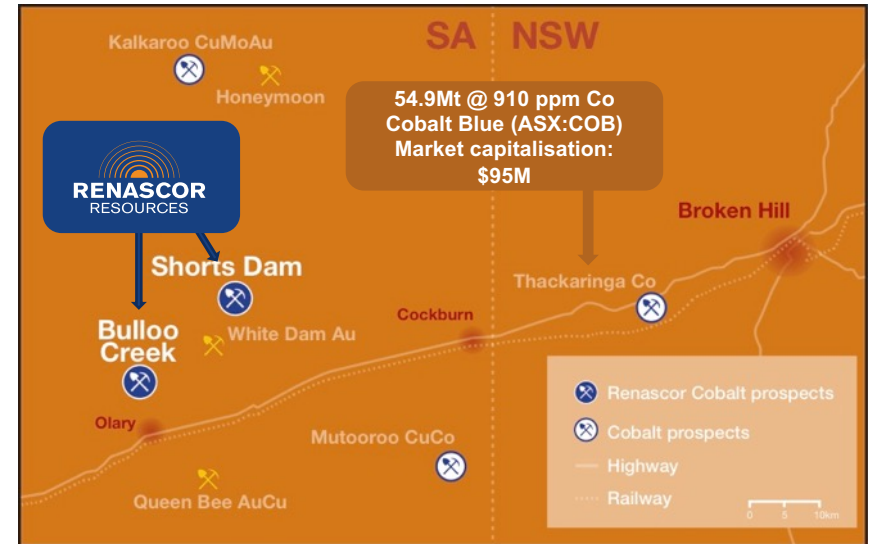 SA NSW
Kalkaroo CuMoAu
Honeymoon
54.9Mt @ 910 ppm Co
Cobalt Blue (ASX:COB)
Market capitalisation:
$95M
RENASCOR
RESOURCES
Broken Hill
Shorts Dam
Thackaringa Co
Cockburn
Bulloo
Creek
White Dam Au
Olary
Mutooroo CuCo
Queen Bee AuCu
Renascor Cobalt prospects
Cobalt prospects
Highway
Railway
0 5 10km